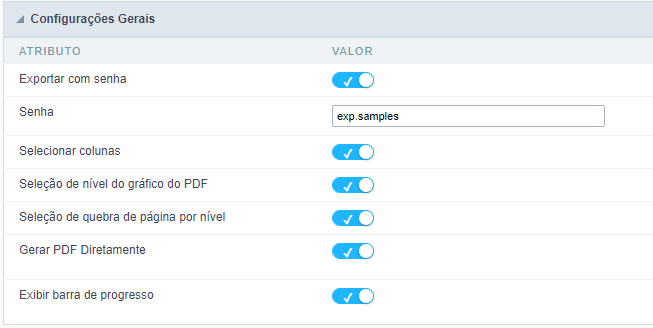 Configurações Gerais
ATRIBUTO VALOR
Exportar com senha
Senha exp.samples
Selecionar colunas
Seleção de nível do gráfico do PDF
Seleção de quebra de página por nível
Gerar PDF Diretamente
Exibir barra de progresso